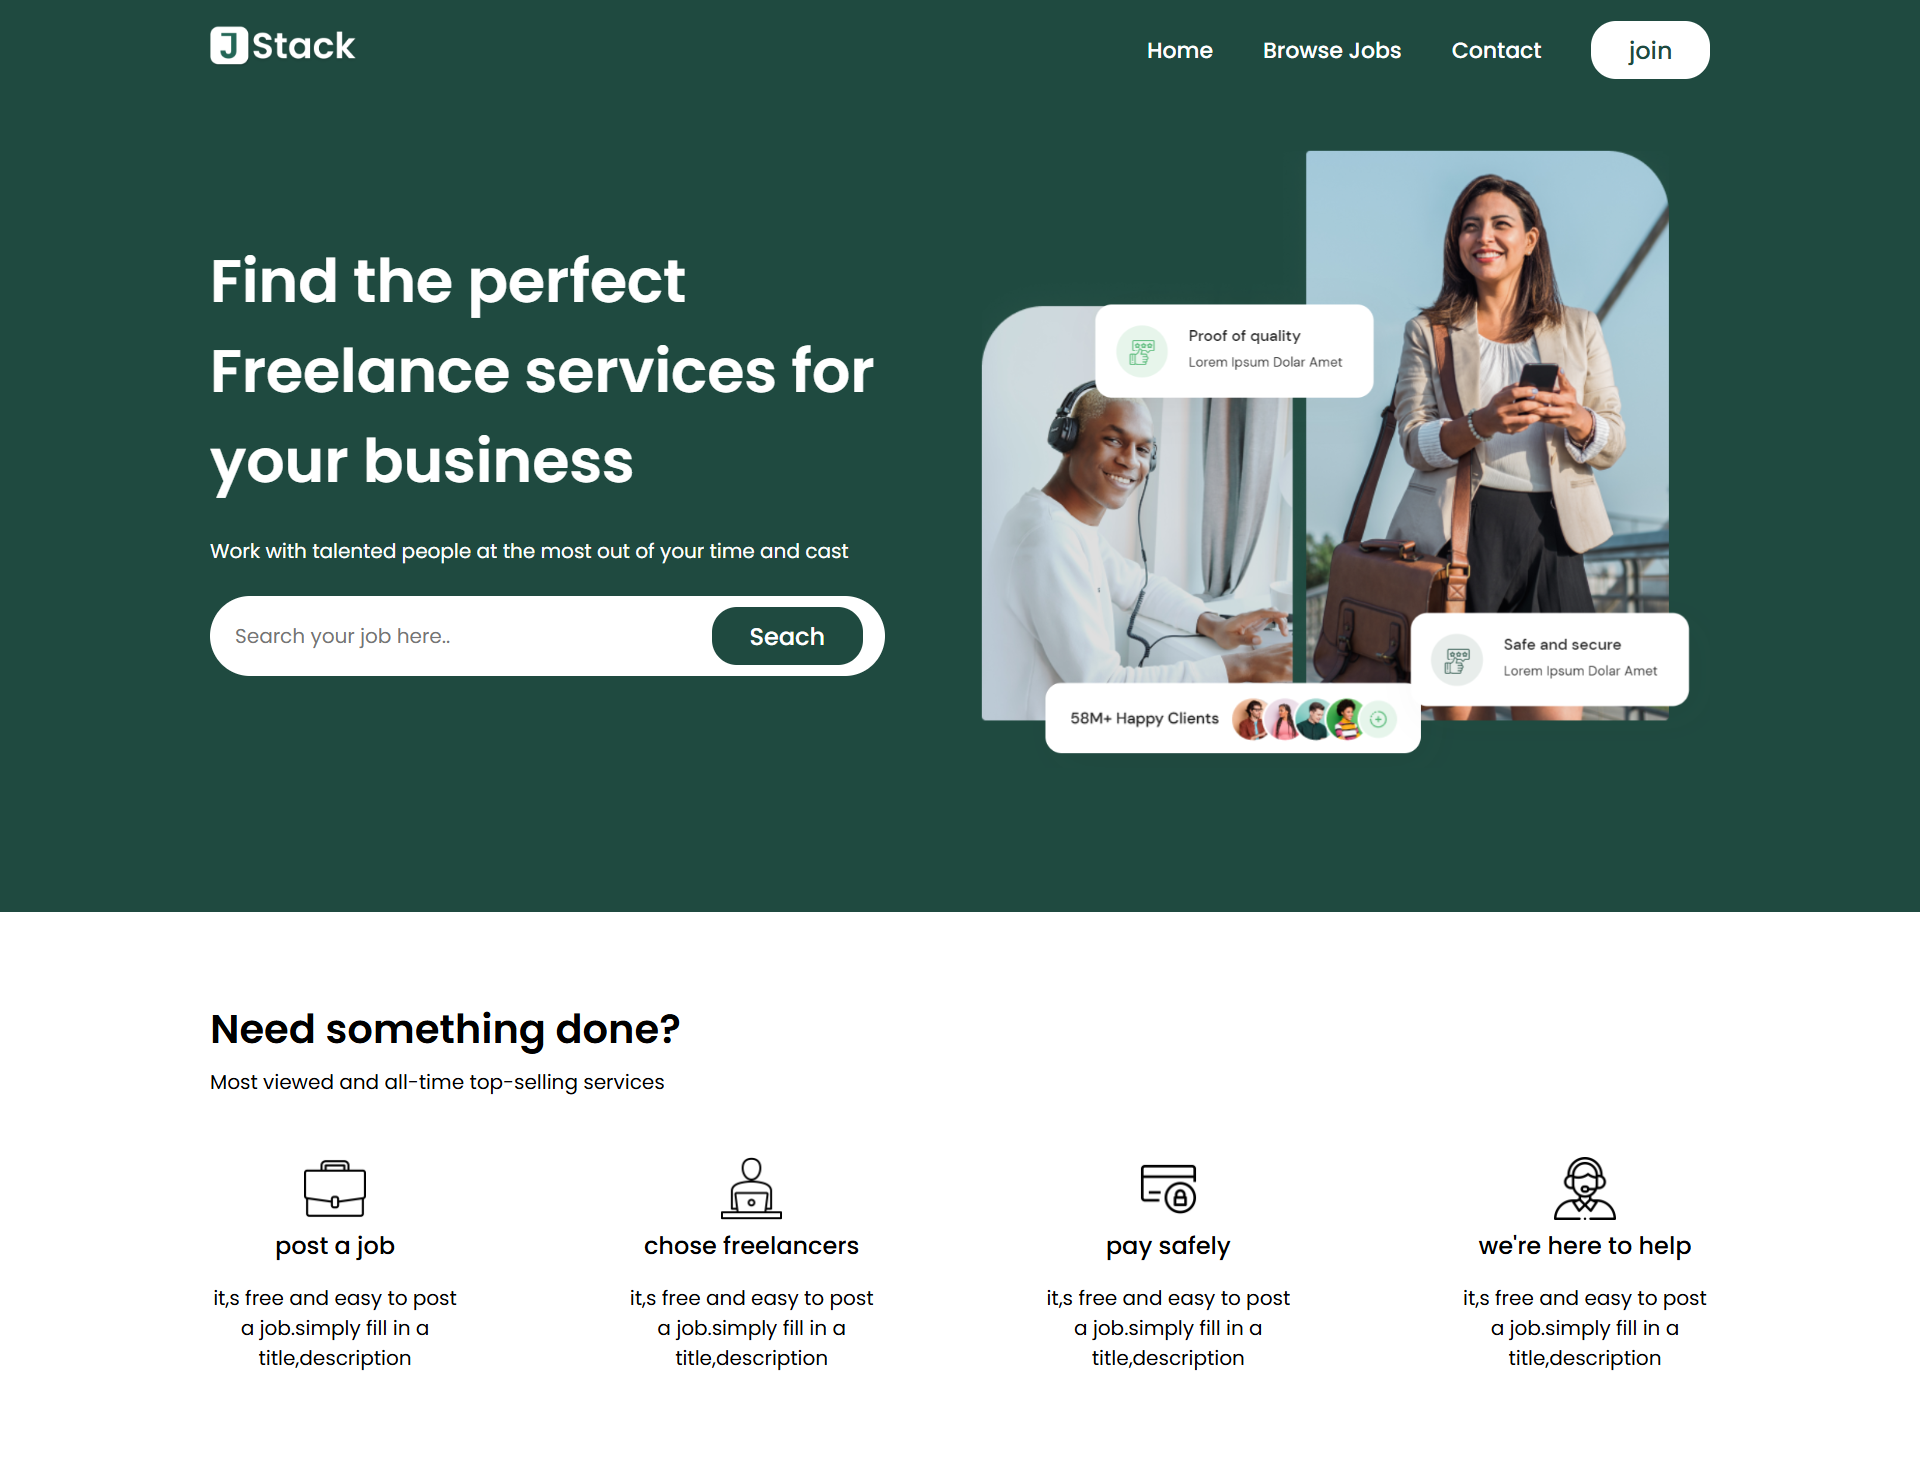 J Stack
Home Browse Jobs Contact join
Find the perfect
Freelance services for
your business
Work with talented people at the most out of your time and cast
Search your job here.. Seach
Proof of quality
Lorem Ipsum Dolar Amet
Safe and secure
Lorem Ipsum Dolar Amet
58M+ Happy Clients
Need something done?
Most viewed and all-time top-selling services
post a job
it,s free and easy to post
a job.simply fill in a
title,description
chose freelancers
it,s free and easy to post
a job.simply fill in a
title,description
pay safely
it,s free and easy to post
a job.simply fill in a
title,description
we're here to help
it,s free and easy to post
a job.simply fill in a
title,description